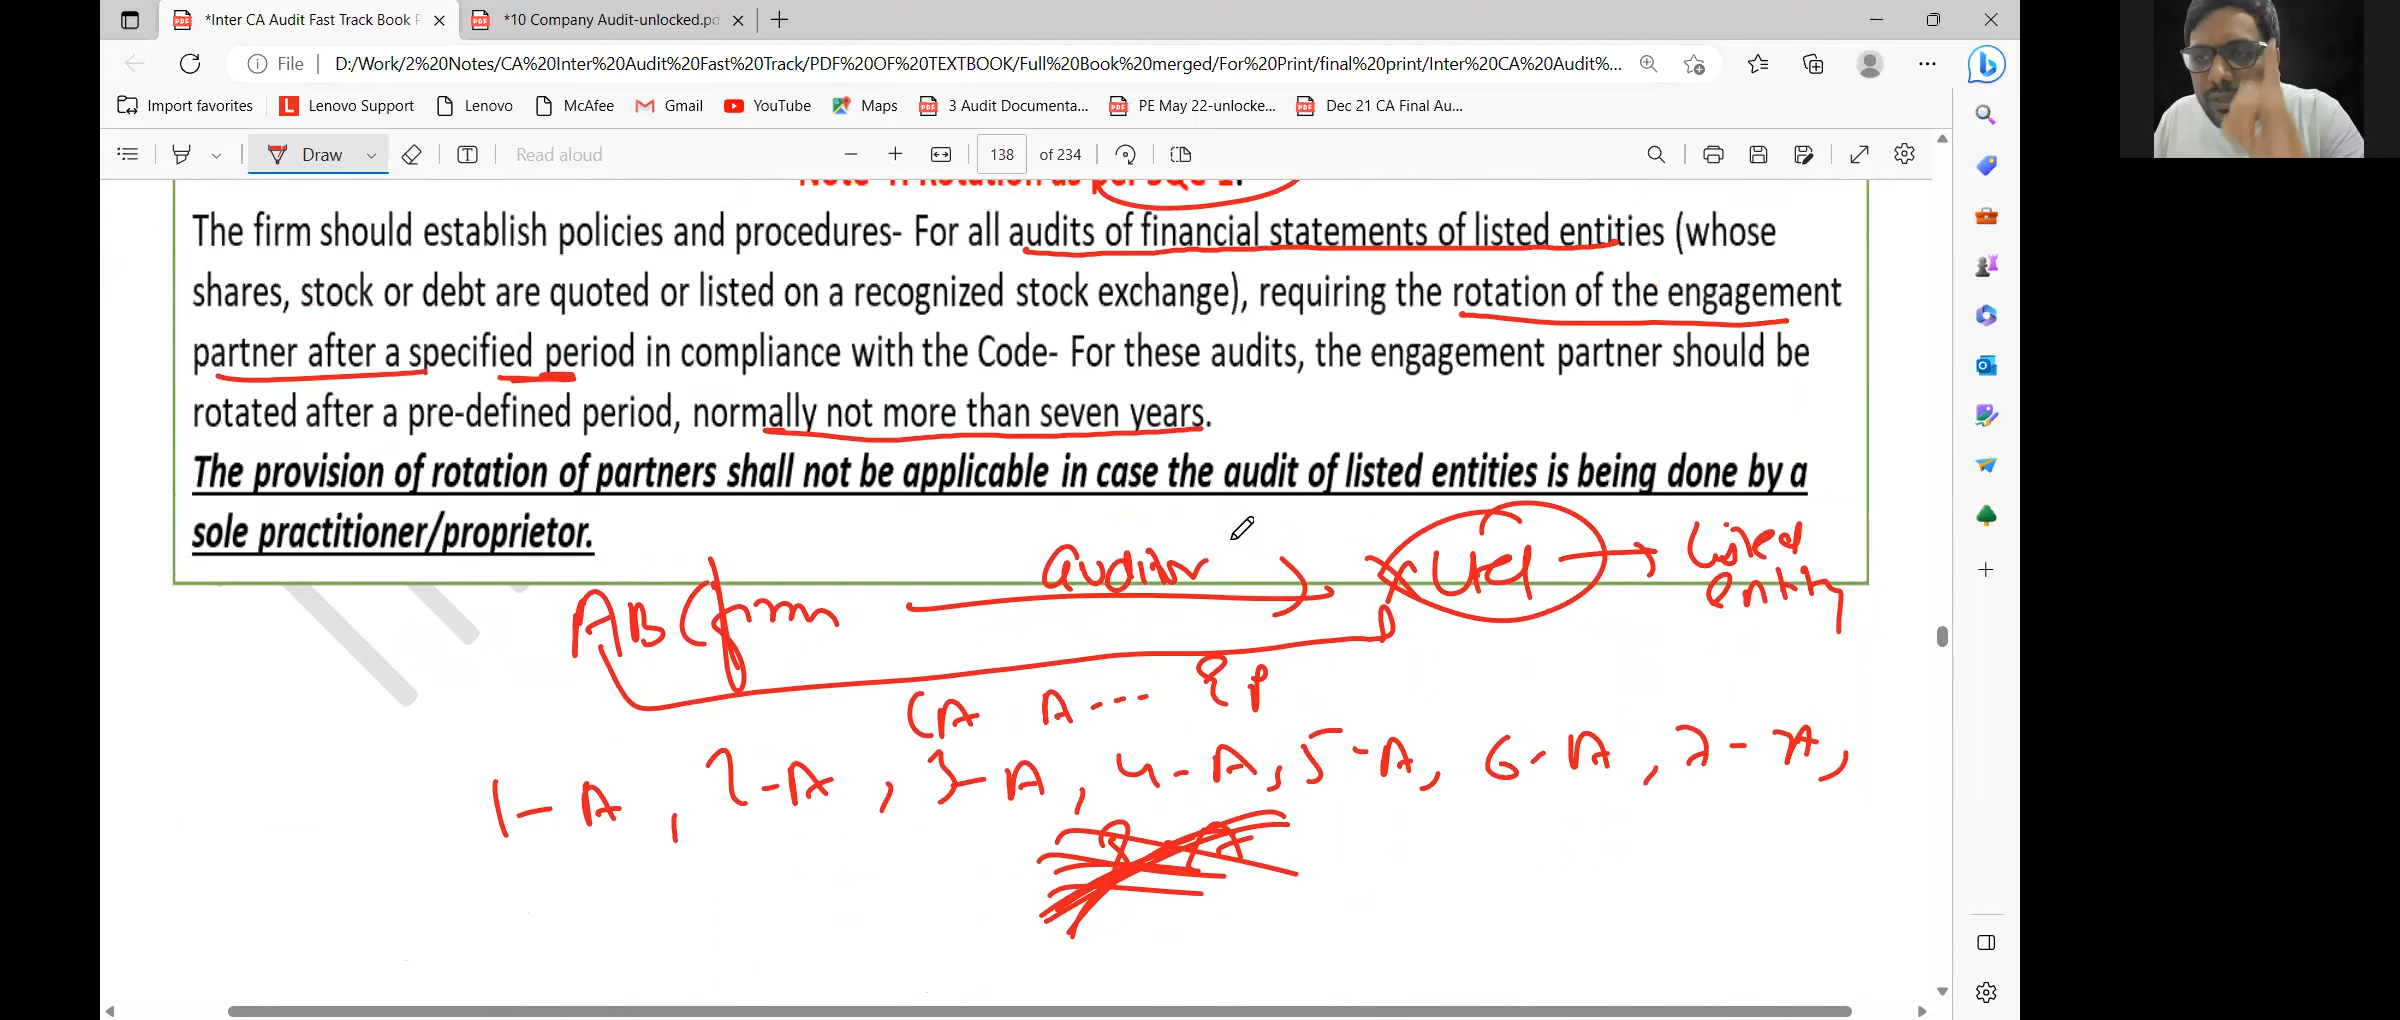 *Inter CA Audit Fast Track Book P
*10 Company Audit-unlocked.pd
File D:/Work/2%20Notes/CA%20Inter%20Audit%20Fast%20Track/PDF%20OF%20TEXTBOOK/Full%20Book%20merged/For%20Print/final%20print/Inter%20CA%20Audit%...
Import favorites Lenovo Support Lenovo McAfee Gmail YouTube Maps 3 Audit Documenta... PE May 22-unlocke... Dec 21 CA Final Au...
Draw Read aloud 138 of 234
Rotation as per SQC 1:
The firm should establish policies and procedures- For all audits of financial statements of listed entities (whose
shares, stock or debt are quoted or listed on a recognized stock exchange), requiring the rotation of the engagement
partner after a specified period in compliance with the Code- For these audits, the engagement partner should be
rotated after a pre-defined period, normally not more than seven years.
The provision of rotation of partners shall not be applicable in case the audit of listed entities is being done by a
sole practitioner/proprietor.
ABC firm auditor X Ltd Listed
entity
CA A... EP
1-A, 2-A, 3-A, 4-A, 5-A, 6-A, 7-A,
8